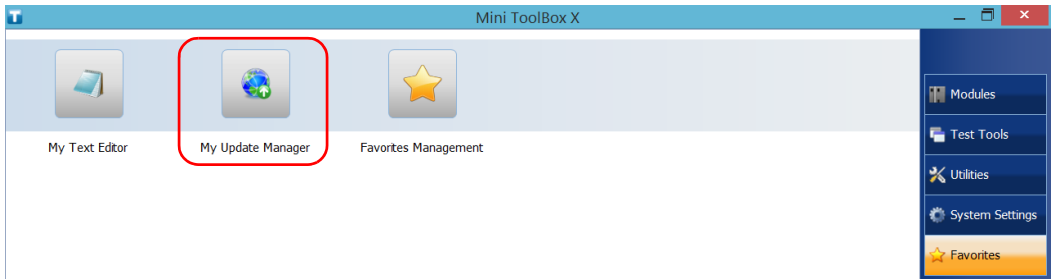 Mini ToolBox X
My Text Editor
My Update Manager
Favorites Management
Modules
Test Tools
Utilities
System Settings
Favorites